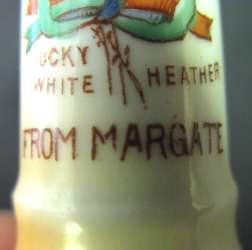 UCKY
WHITE HEATHER
FROM MARGATE